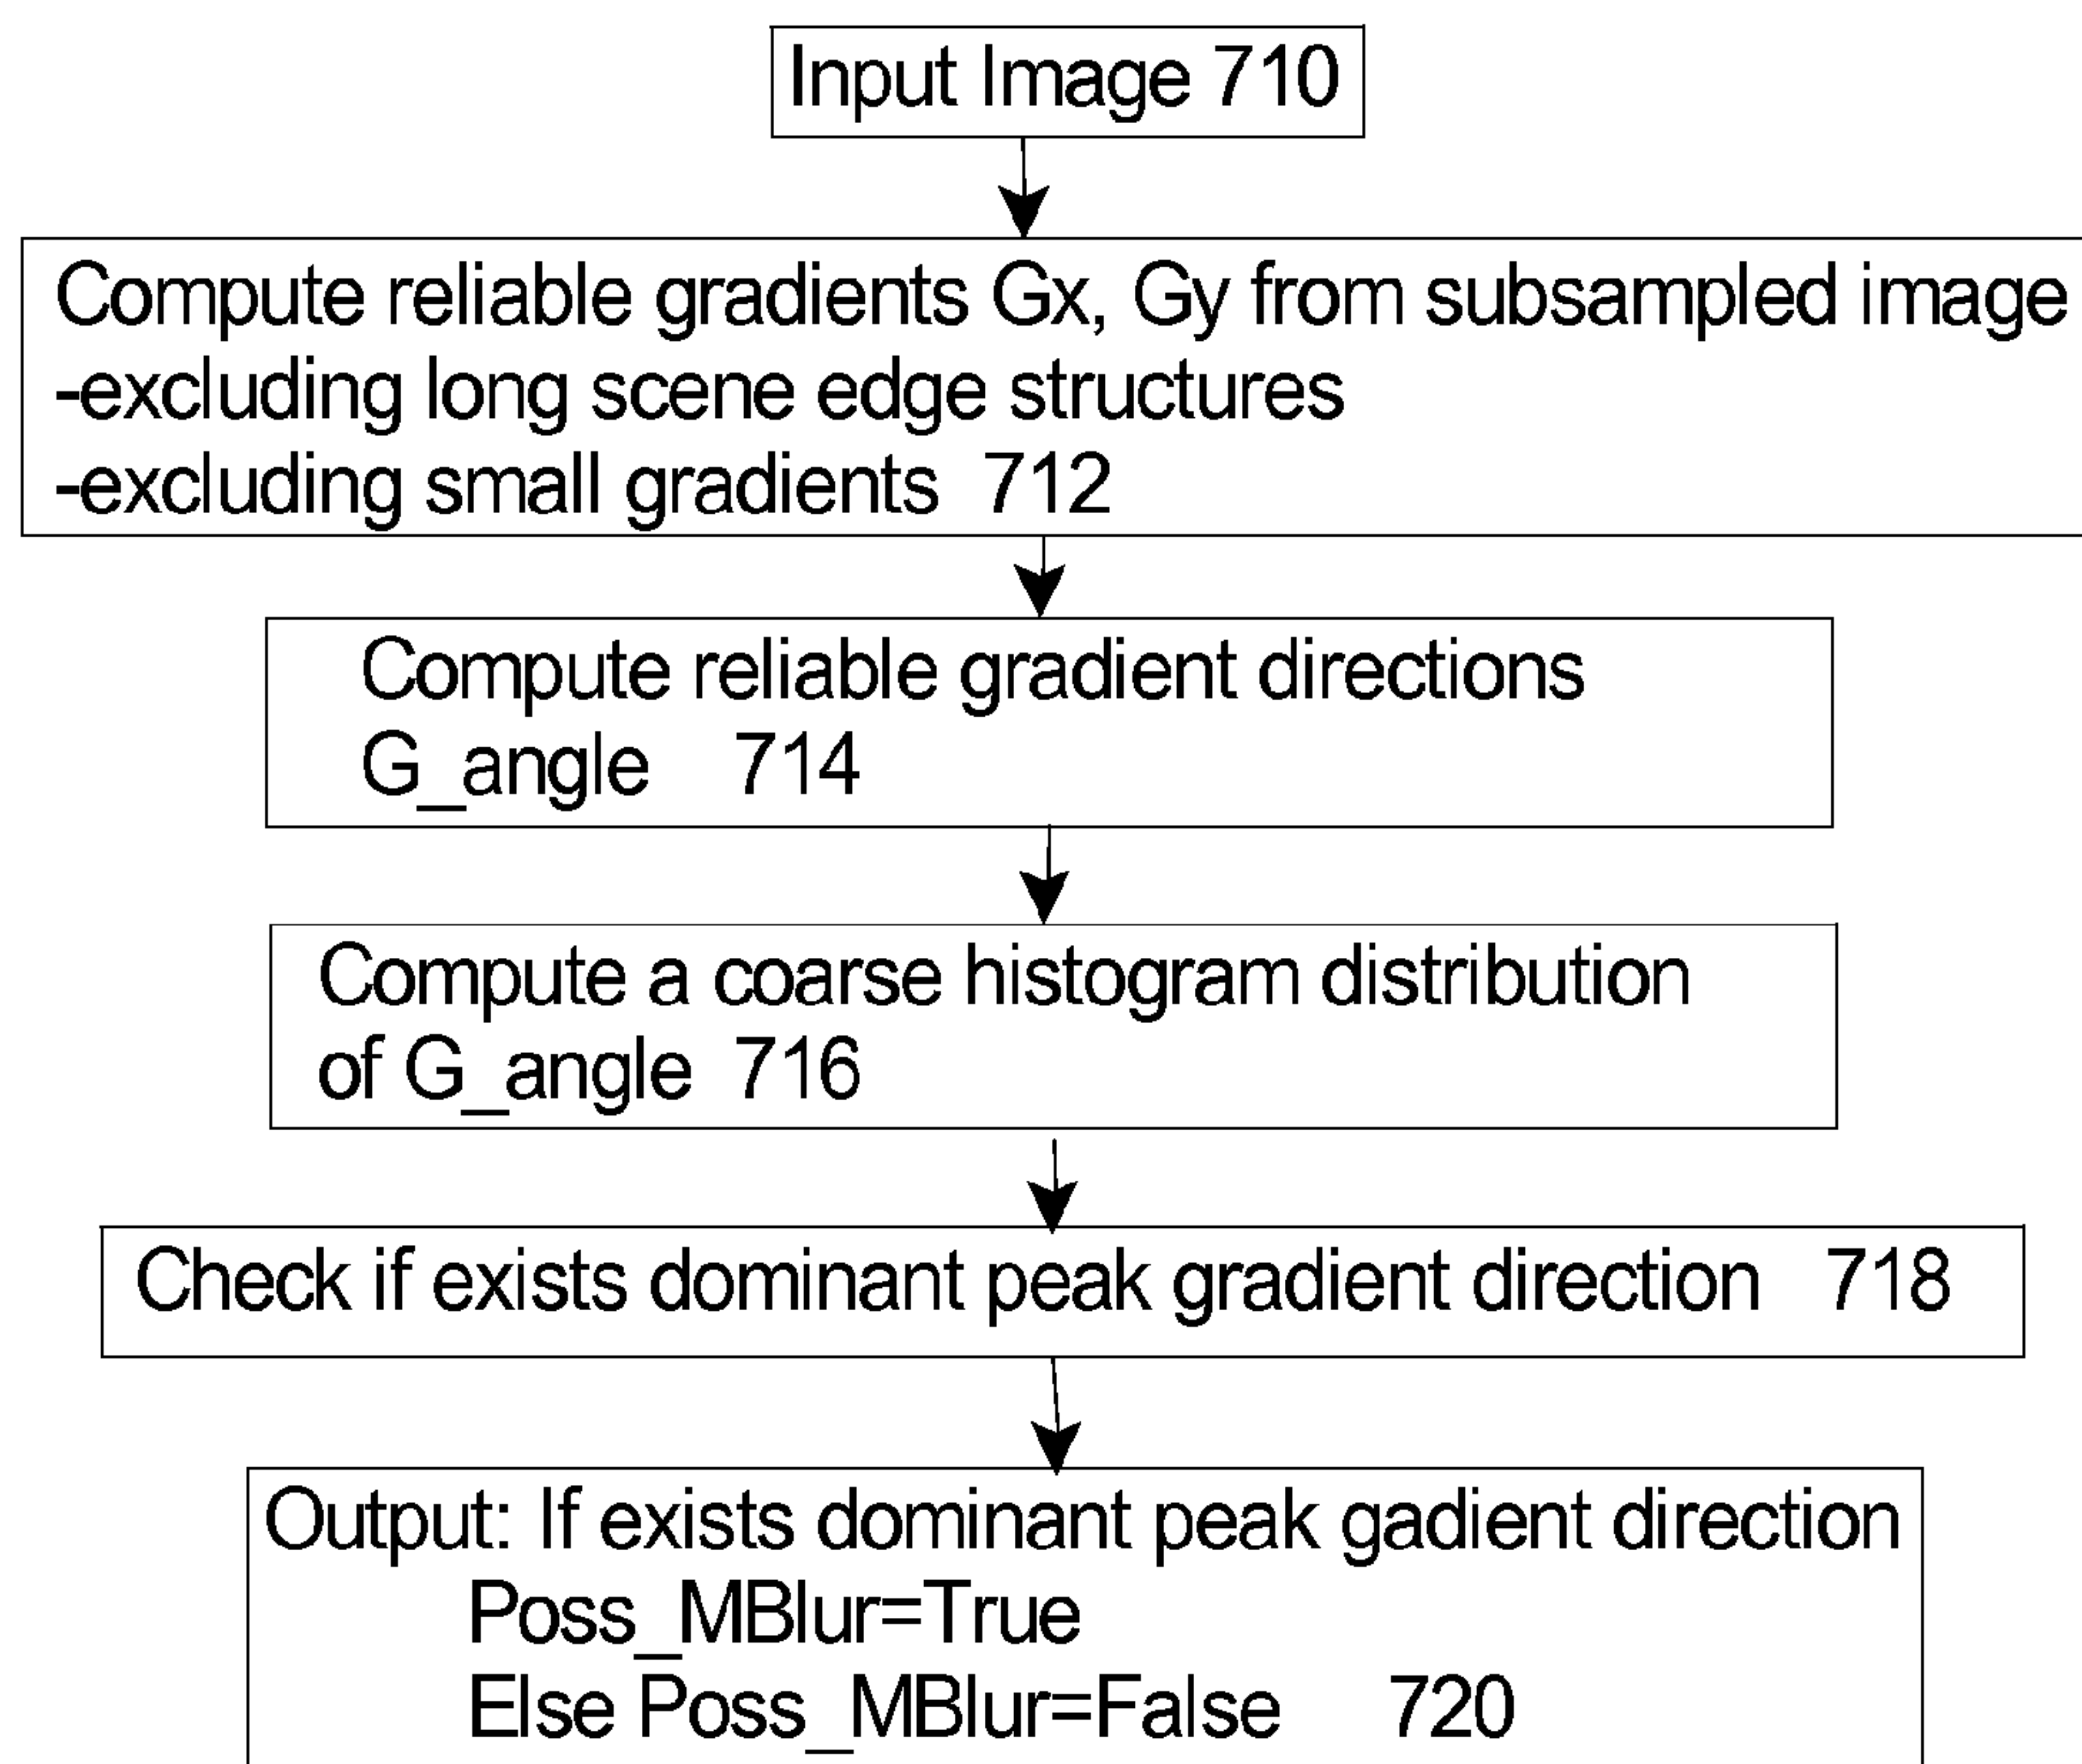 Input Image 710
Compute reliable gradients Gx, Gy from subsampled image
-excluding long scene edge structures
-excluding small gradients 712
Compute reliable gradient directions
G_angle 714
Compute a coarse histogram distribution
of G_angle 716
Check if exists dominant peak gradient direction 718
Output: If exists dominant peak gadient direction
Poss_MBlur=True
Else Poss_MBlur=False 720